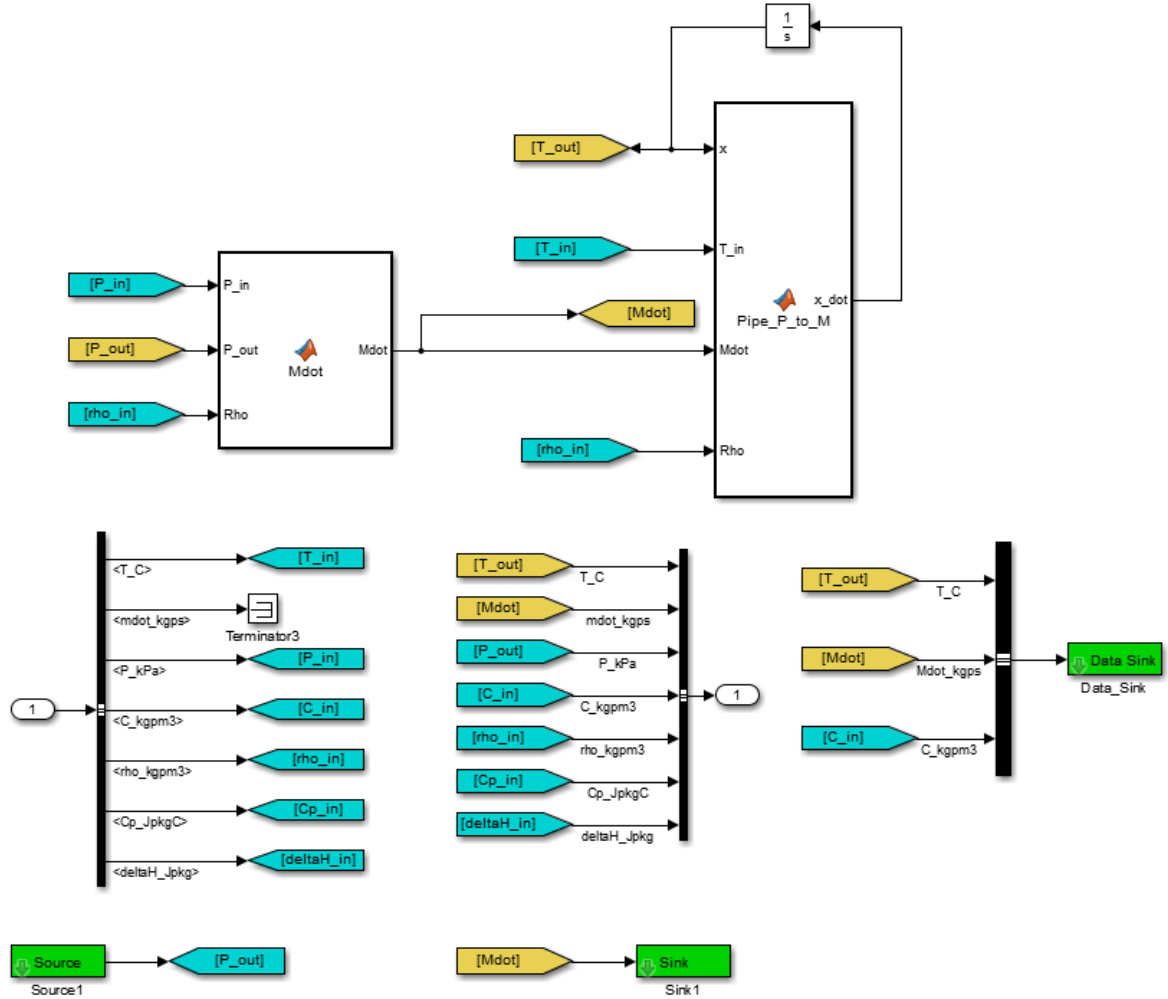 1
s
[T_out]
x
[T_in]
T_in
[P_in]
P_in
[Mdot]
x_dot
Pipe_P_to_M
[P_out]
P_out
Mdot
Mdot
Mdot
[rho_in]
Rho
[rho_in]
Rho
[T_in]
<T_C>
<mdot_kgps>
Terminator3
[P_in]
<P_kPa>
1
[C_in]
<C_kgpm3>
[rho_in]
<rho_kgpm3>
[Cp_in]
<Cp_JpkgC>
[deltaH_in]
<deltaH_Jpkg>
[T_out]
T_C
[Mdot]
mdot_kgps
[P_out]
P_kPa
[C_in]
C_kgpm3
1
[rho_in]
rho_kgpm3
[Cp_in]
Cp_JpkgC
[deltaH_in]
deltaH_Jpkg
[T_out]
T_C
[Mdot]
Mdot_kgps
Data Sink
Data_Sink
[C_in]
C_kgpm3
Source
[P_out]
Source1
[Mdot]
Sink
Sink1